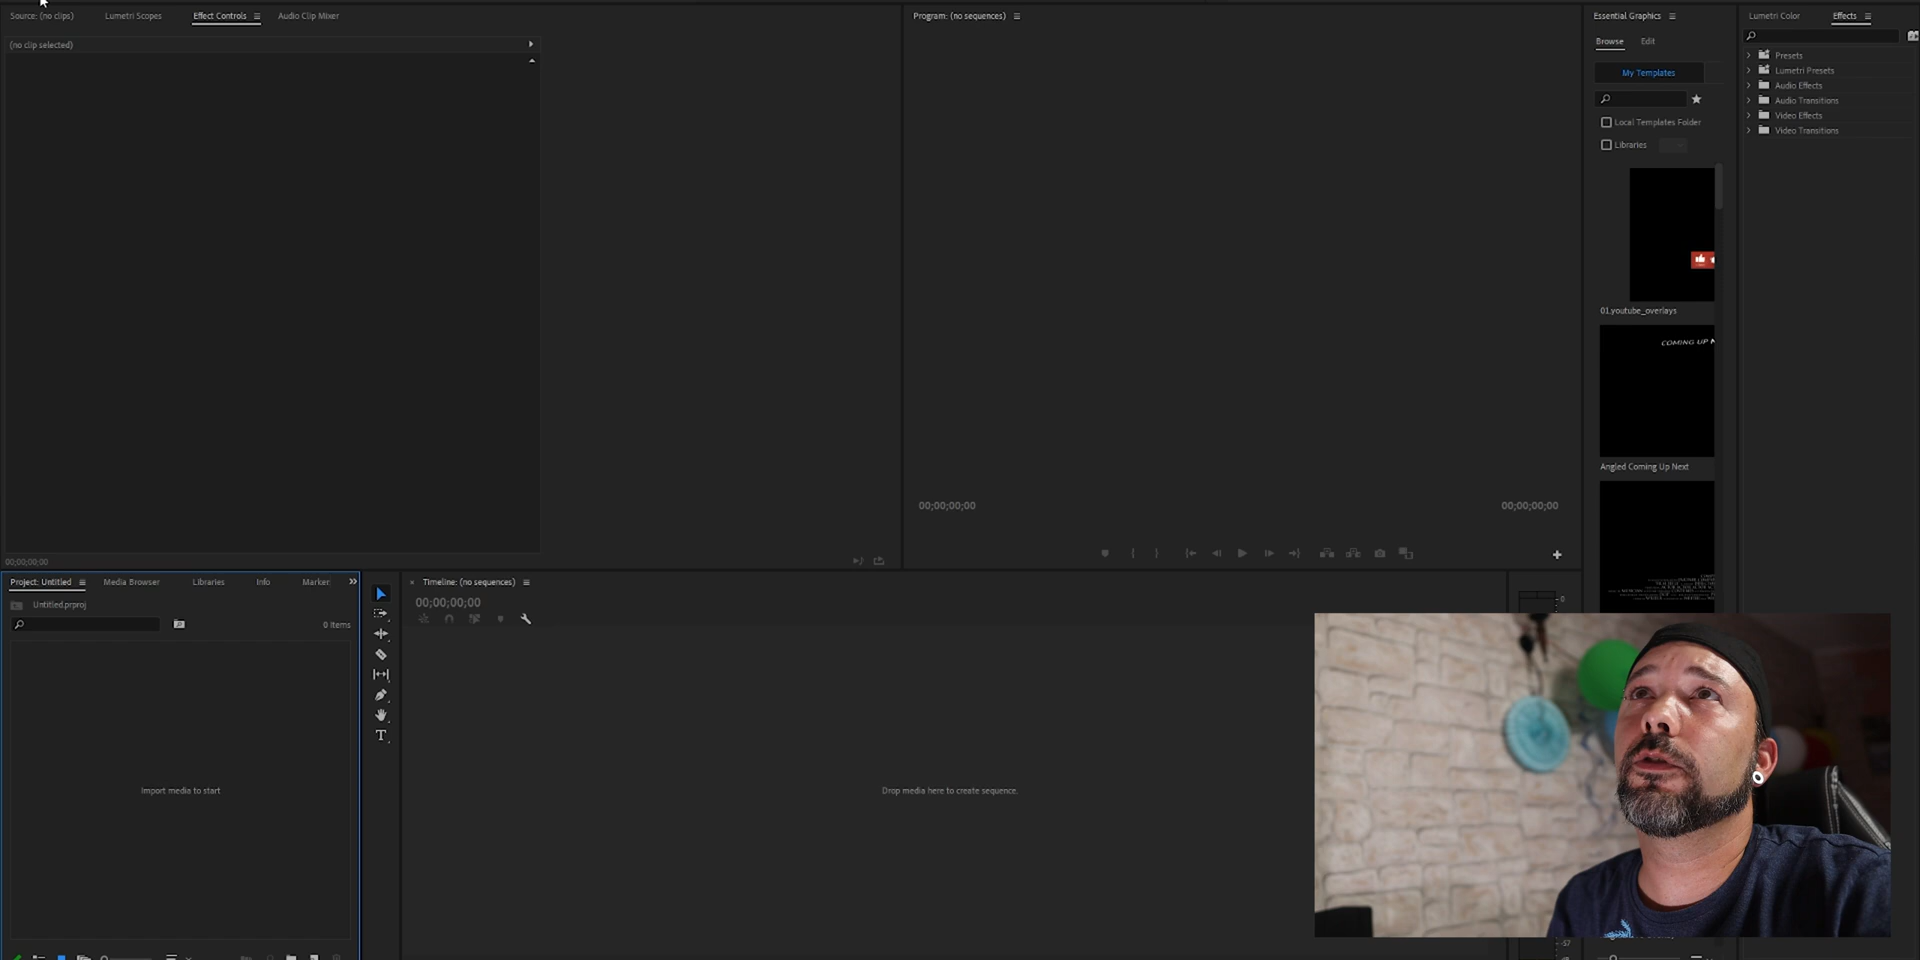 Source: (no clips)
Lumetri Scopes
Effect Controls
Audio Clip Mixer
(no clip selected)
00;00;00;00
Program: (no sequences)
00;00;00;00
00;00;00;00
Essential Graphics
Browse
Edit
My Templates
Local Templates Folder
Libraries
01.youtube_overlays
COMING UP N
Angled Coming Up Next
Lumetri Color
Effects
Presets
Lumetri Presets
Audio Effects
Audio Transitions
Video Effects
Video Transitions
Project: Untitled
Media Browser
Libraries
Info
Marker
Untitled.prproj
0 Items
Import media to start
Timeline: (no sequences)
00;00;00;00
Drop media here to create sequence.
0
-57